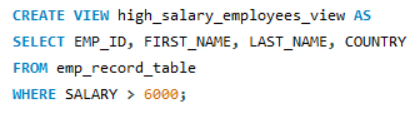 CREATE VIEW high_salary_employees_view AS
SELECT EMP_ID, FIRST_NAME, LAST_NAME, COUNTRY
FROM emp_record_table
WHERE SALARY > 6000;